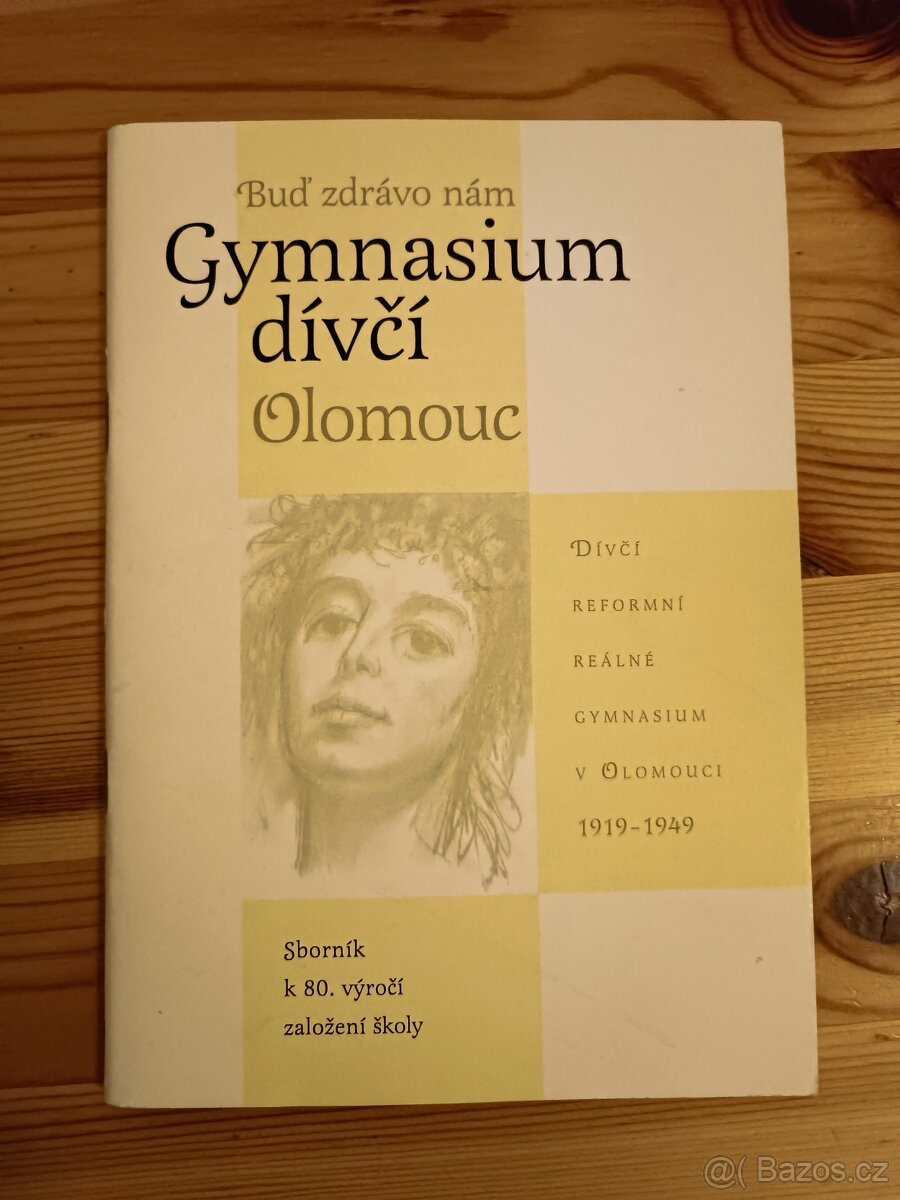 Buď zdrávo nám
Gymnasium
dívčí
Olomouc
Dívčí
reformní
reálné
gymnasium
v Olomouci
1919–1949
Sborník
k 80. výročí
založení školy
@( Bazos.cz